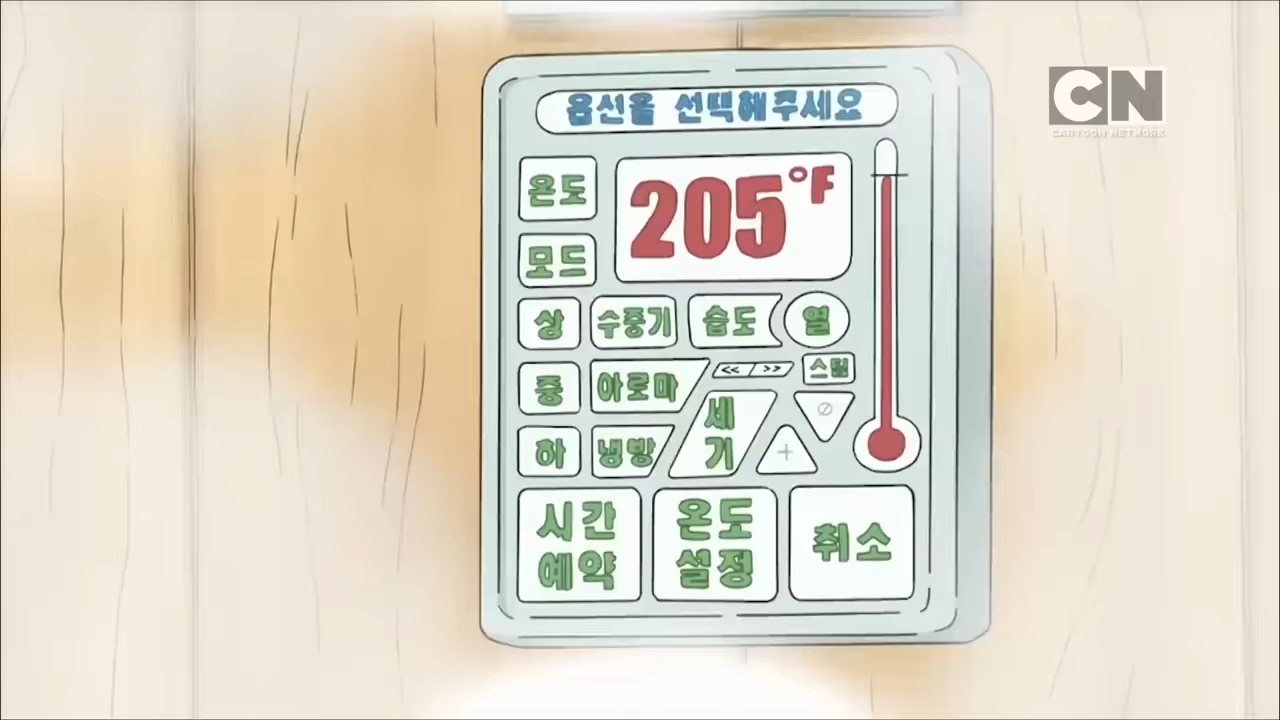 옵션을 선택해주세요
CN
CARTOON NETWORK
온도
205°F
모드
상
수증기
습도
열
중
아로마
<< >>
스팀
하
냉방
세기
+
시간
예약
온도
설정
취소